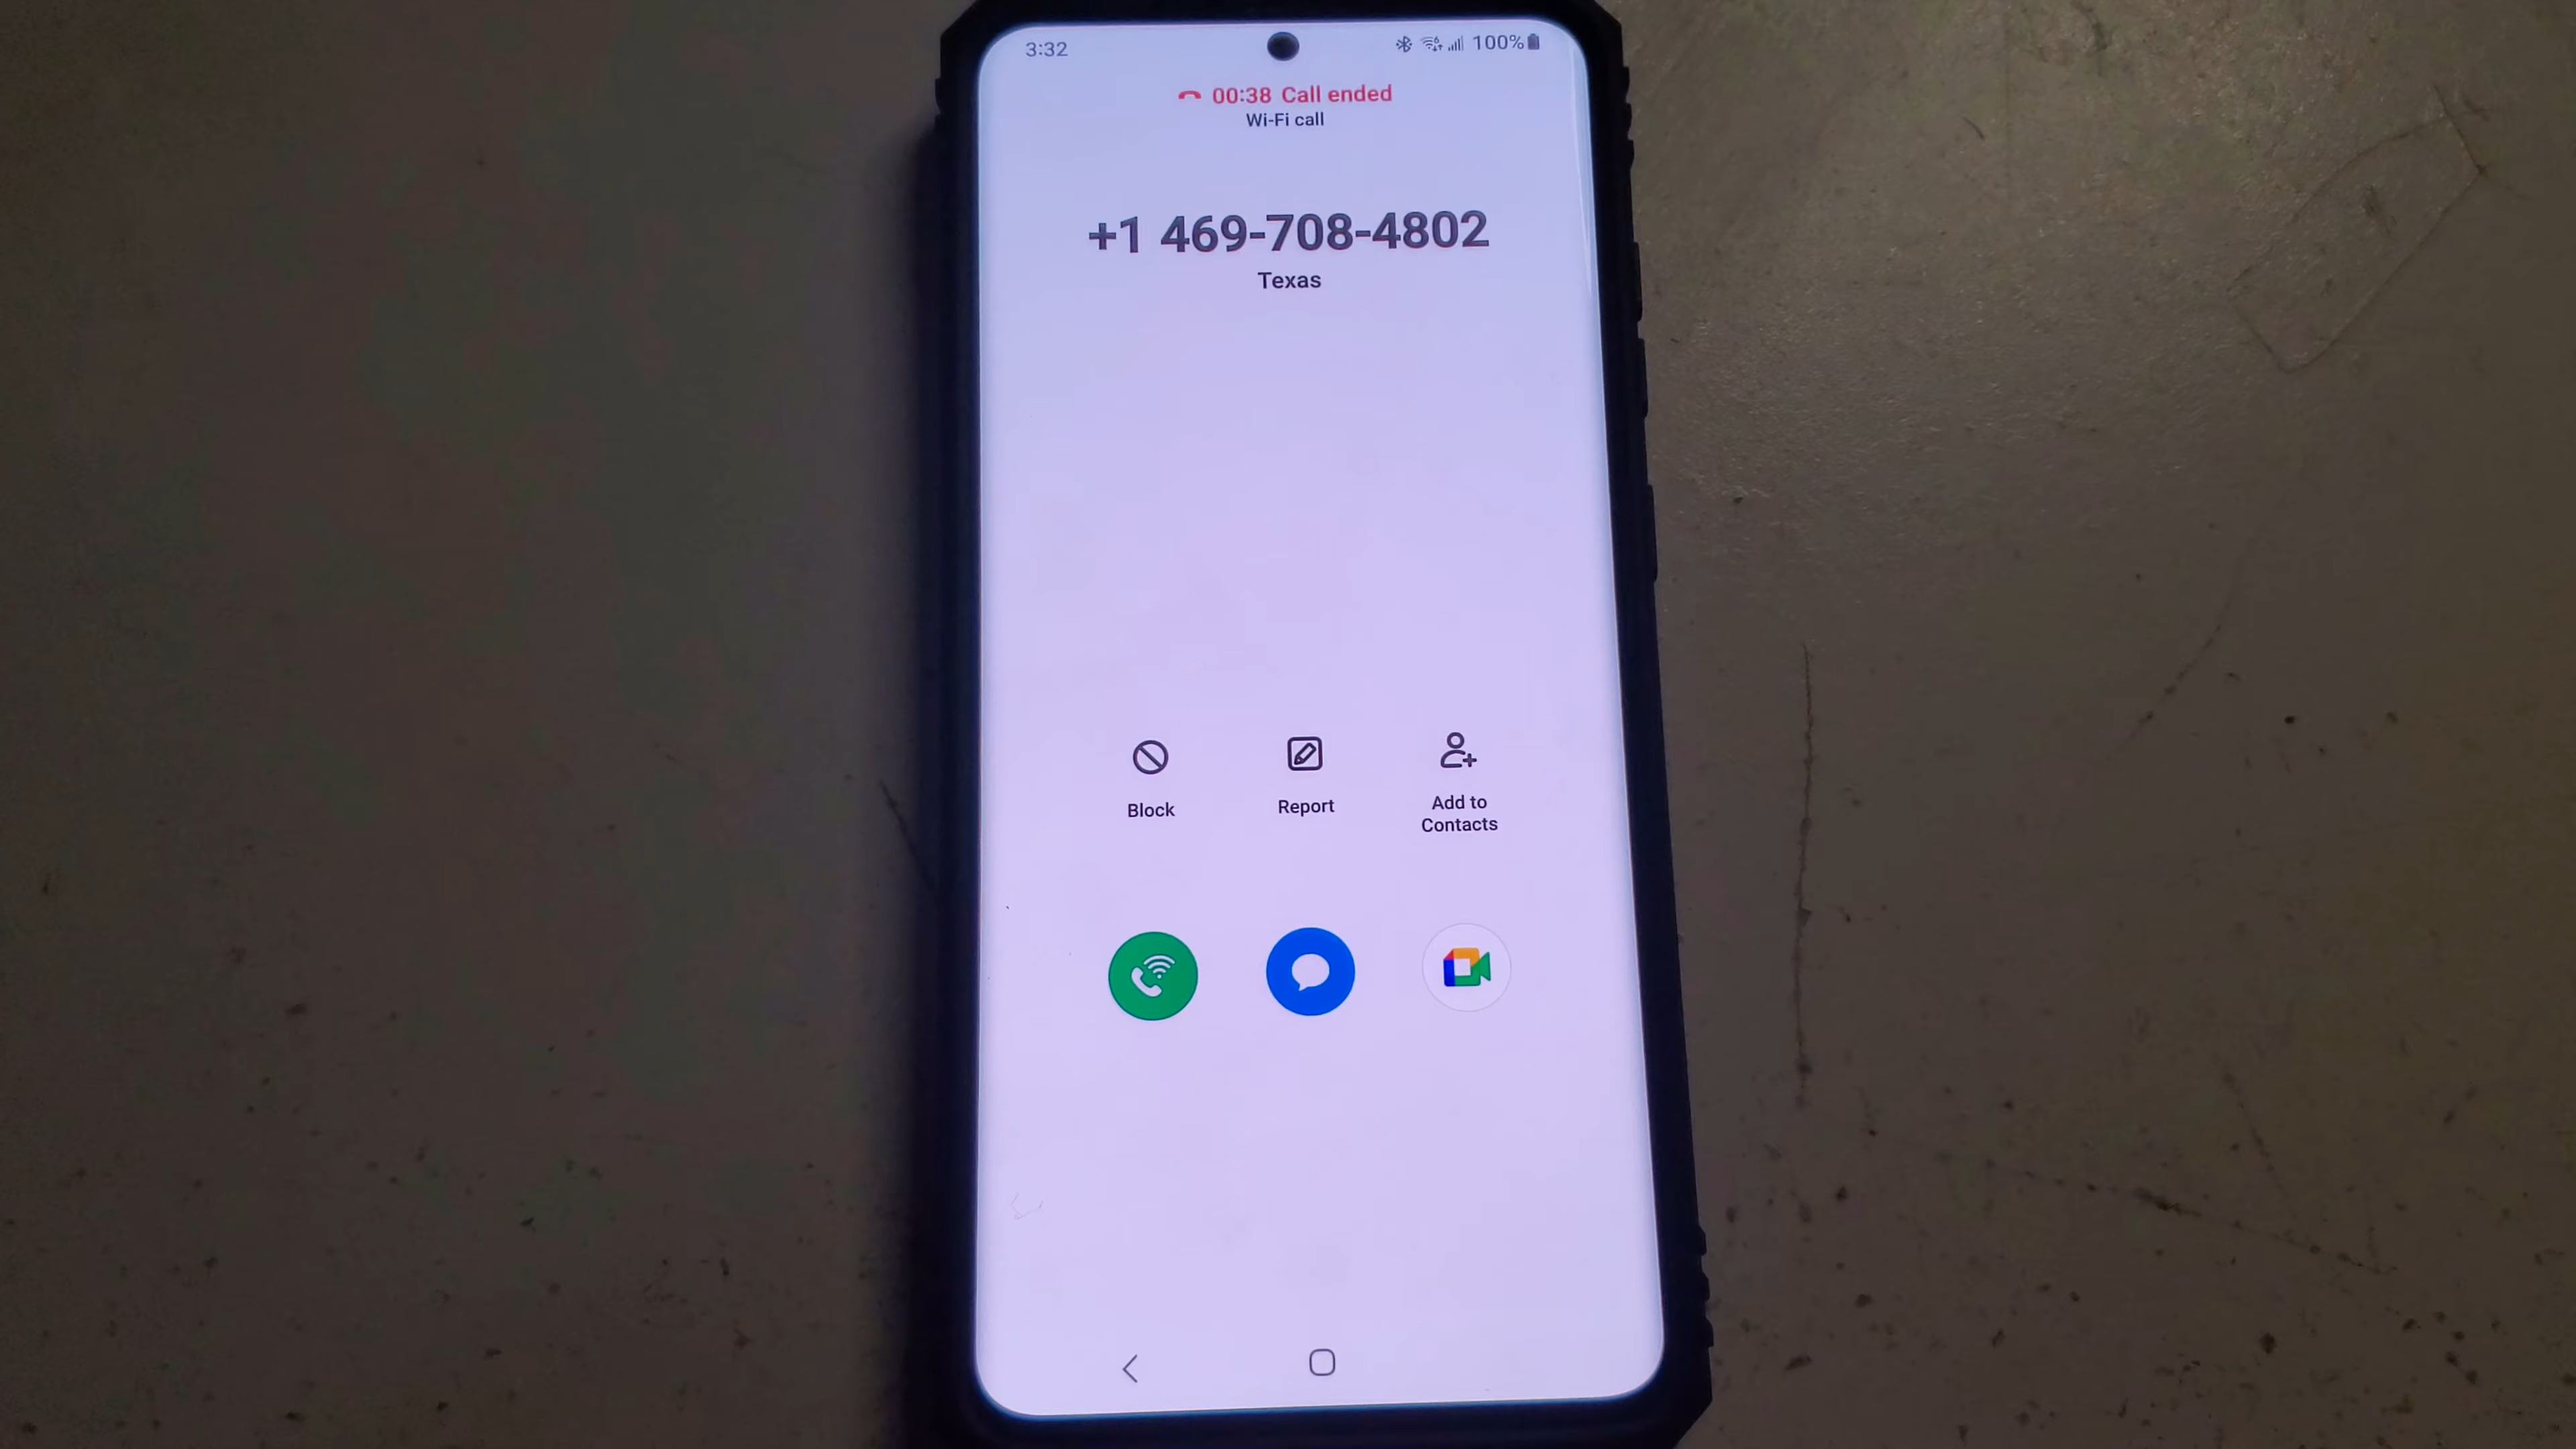 3:32
100%
00:38 Call ended
Wi-Fi call
+1 469-708-4802
Texas
Block
Report
Add to
Contacts